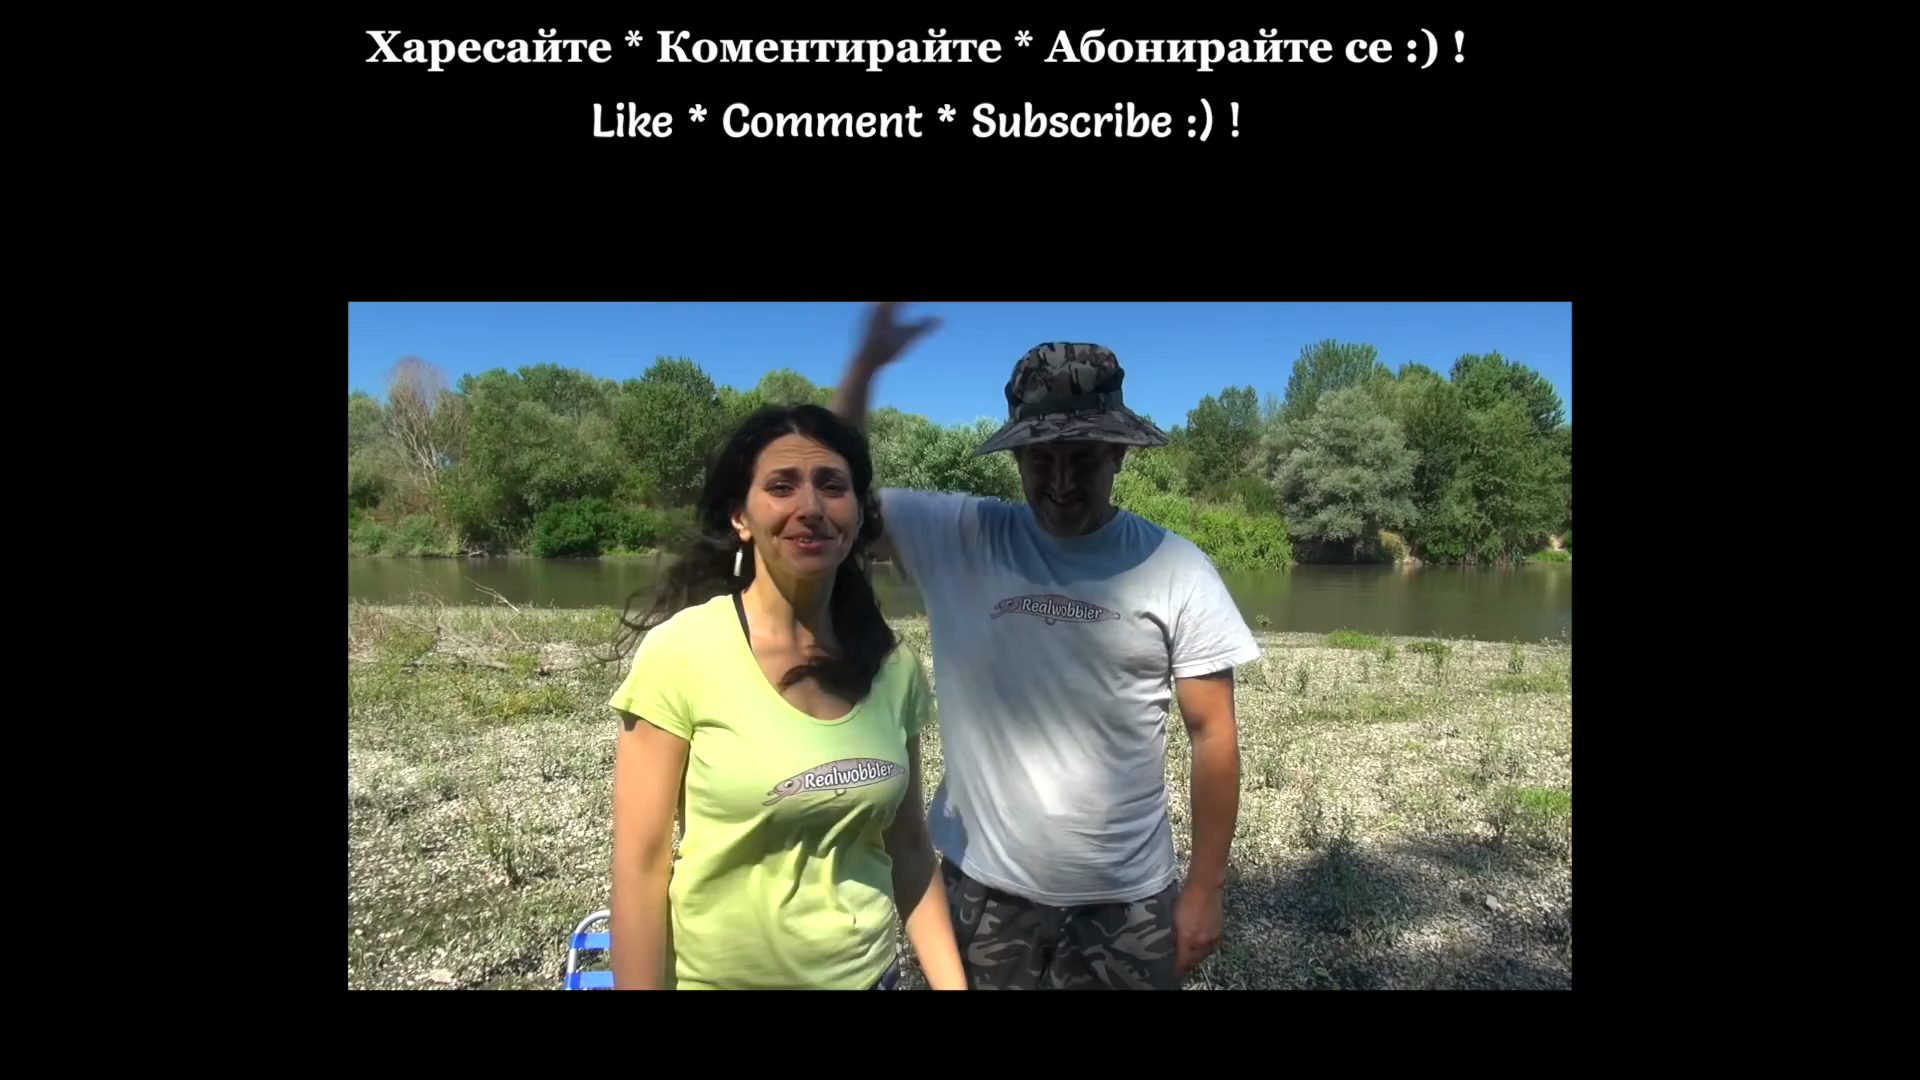 Харесайте * Коментирайте * Абонирайте се :) !
Like * Comment * Subscribe :) !
Realwobbler
Realwobbler